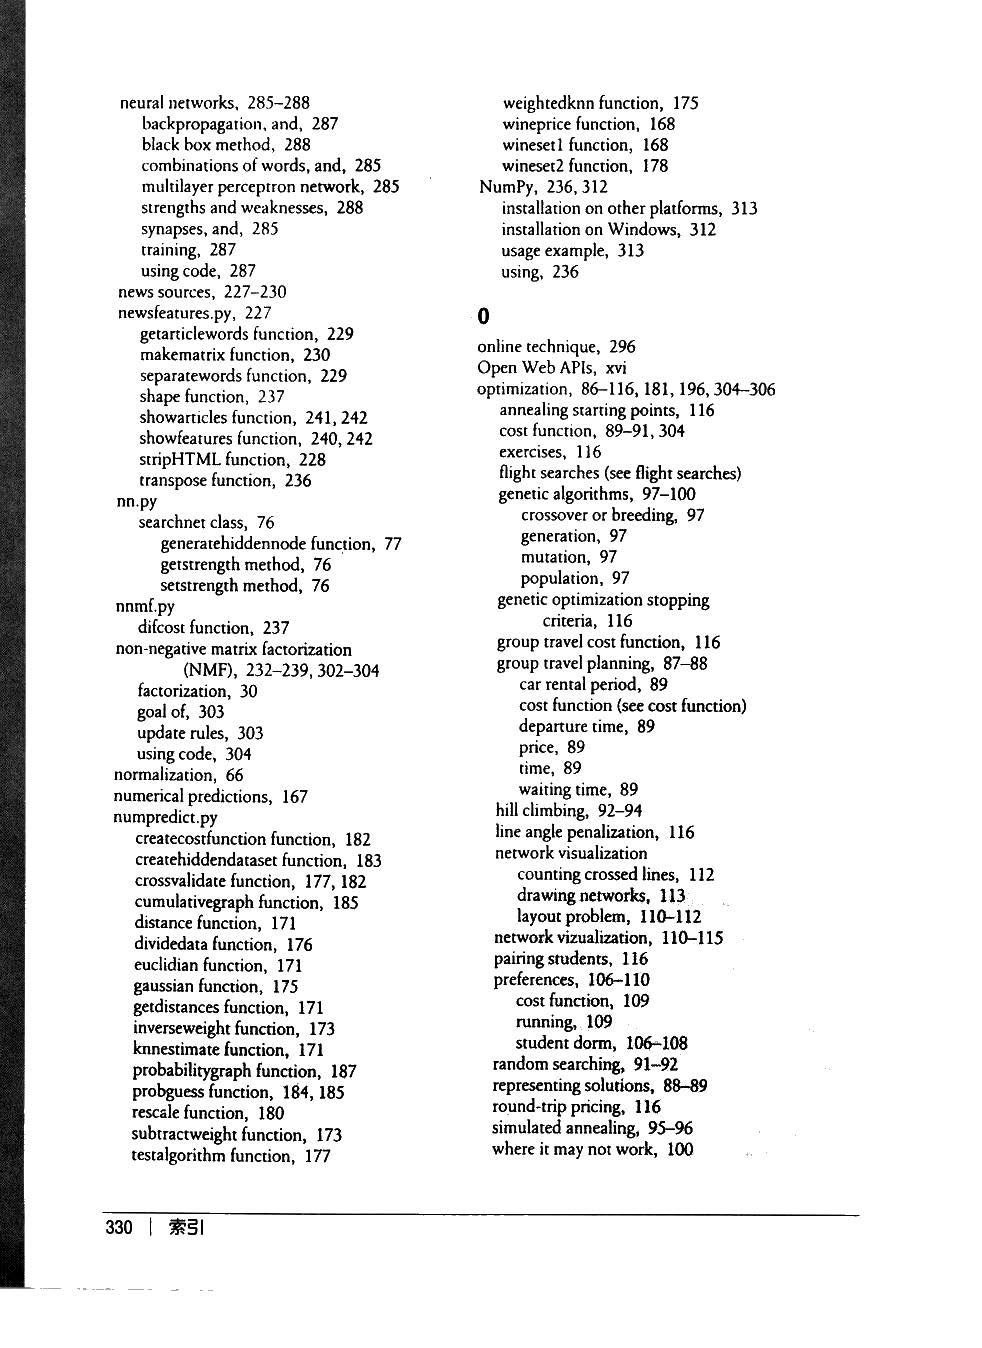 neural networks, 285–288
backpropagation, and, 287
black box method, 288
combinations of words, and, 285
multilayer perceptron network, 285
strengths and weaknesses, 288
synapses, and, 285
training, 287
using code, 287
news sources, 227–230
newsfeatures.py, 227
getarticlewords function, 229
makematrix function, 230
separatewords function, 229
shape function, 237
showarticles function, 241, 242
showfeatures function, 240, 242
stripHTML function, 228
transpose function, 236
nn.py
searchnet class, 76
generatehiddennode function, 77
getstrength method, 76
setstrength method, 76
nnmf.py
difcost function, 237
non-negative matrix factorization
(NMF), 232–239, 302–304
factorization, 30
goal of, 303
update rules, 303
using code, 304
normalization, 66
numerical predictions, 167
numpredict.py
createcostfunction function, 182
createhiddendataset function, 183
crossvalidate function, 177, 182
cumulativegraph function, 185
distance function, 171
dividedata function, 176
euclidian function, 171
gaussian function, 175
getdistances function, 171
inverseweight function, 173
knnestimate function, 171
probabilitygraph function, 187
probguess function, 184, 185
rescale function, 180
subtractweight function, 173
testalgorithm function, 177
weightedknn function, 175
wineprice function, 168
wineset1 function, 168
wineset2 function, 178
NumPy, 236, 312
installation on other platforms, 313
installation on Windows, 312
usage example, 313
using, 236
O
online technique, 296
Open Web APIs, xvi
optimization, 86–116, 181, 196, 304–306
annealing starting points, 116
cost function, 89–91, 304
exercises, 116
flight searches (see flight searches)
genetic algorithms, 97–100
crossover or breeding, 97
generation, 97
mutation, 97
population, 97
genetic optimization stopping
criteria, 116
group travel cost function, 116
group travel planning, 87–88
car rental period, 89
cost function (see cost function)
departure time, 89
price, 89
time, 89
waiting time, 89
hill climbing, 92–94
line angle penalization, 116
network visualization
counting crossed lines, 112
drawing networks, 113
layout problem, 110–112
network vizualization, 110–115
pairing students, 116
preferences, 106–110
cost function, 109
running, 109
student dorm, 106–108
random searching, 91–92
representing solutions, 88–89
round-trip pricing, 116
simulated annealing, 95–96
where it may not work, 100
330 | 索引